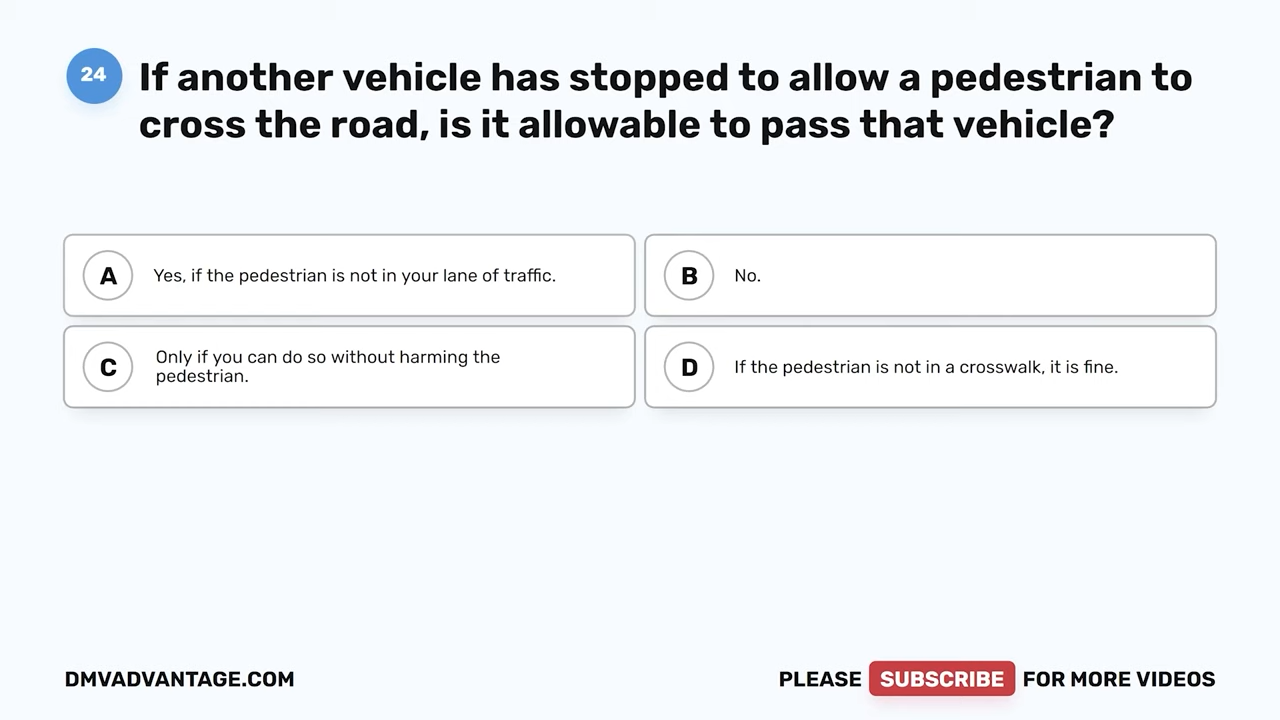 24
If another vehicle has stopped to allow a pedestrian to
cross the road, is it allowable to pass that vehicle?
A
Yes, if the pedestrian is not in your lane of traffic.
B
No.
C
Only if you can do so without harming the
pedestrian.
D
If the pedestrian is not in a crosswalk, it is fine.
DMVADVANTAGE.COM
PLEASE SUBSCRIBE FOR MORE VIDEOS